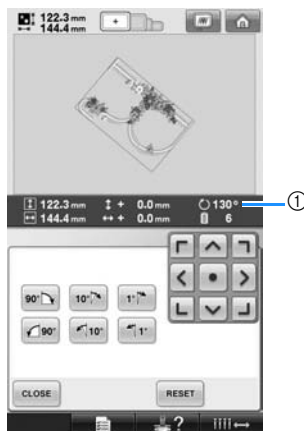 122.3 mm
144.4 mm
122.3 mm + 0.0 mm 130°
144.4 mm + 0.0 mm 6
①
90° 10° 1°
90° 10° 1°
CLOSE RESET
?